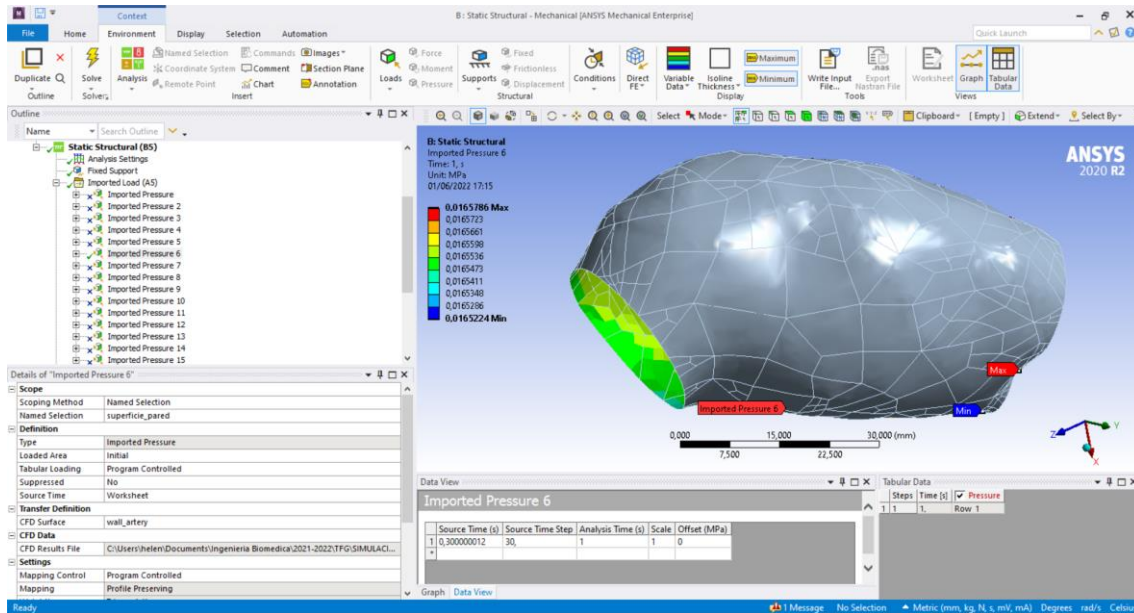 Context
B : Static Structural - Mechanical [ANSYS Mechanical Enterprise]
File Home Environment Display Selection Automation
Quick Launch
Duplicate Q
Outline
Solve
Solver
Analysis
Named Selection
Coordinate System
Remote Point
Commands
Comment
Chart
Images
Section Plane
Annotation
Insert
Loads
Force
Moment
Pressure
Supports
Fixed
Frictionless
Displacement
Structural
Conditions
Direct FE
Variable Data
Isoline Thickness
Maximum
Minimum
Display
Write Input File...
Export Nastran File
Tools
Worksheet
Graph
Tabular Data
Views
Outline
Name Search Outline
Static Structural (B5)
Analysis Settings
Fixed Support
Imported Load (A5)
Imported Pressure
Imported Pressure 2
Imported Pressure 3
Imported Pressure 4
Imported Pressure 5
Imported Pressure 6
Imported Pressure 7
Imported Pressure 8
Imported Pressure 9
Imported Pressure 10
Imported Pressure 11
Imported Pressure 12
Imported Pressure 13
Imported Pressure 14
Imported Pressure 15
Select Mode Clipboard [ Empty ] Extend Select By
B: Static Structural
Imported Pressure 6
Time: 1, s
Unit: MPa
01/06/2022 17:15
0,0165786 Max
0,0165723
0,0165661
0,0165598
0,0165536
0,0165473
0,0165411
0,0165348
0,0165286
0,0165224 Min
ANSYS
2020 R2
Max
Min
Imported Pressure 6
0,000 15,000 30,000 (mm)
7,500 22,500
Z Y X
Details of "Imported Pressure 6"
Scope
Scoping Method Named Selection
Named Selection superficie_pared
Definition
Type Imported Pressure
Loaded Area Initial
Tabular Loading Program Controlled
Suppressed No
Source Time Worksheet
Transfer Definition
CFD Surface wall_artery
CFD Data
CFD Results File C:\Users\helen\Documents\Ingenieria Biomedica\2021-2022\TFG\SIMULACI...
Settings
Mapping Control Program Controlled
Mapping Profile Preserving
Data View
Imported Pressure 6
Source Time (s) Source Time Step Analysis Time (s) Scale Offset (MPa)
1 0,300000012 30, 1 1 0
*
Graph Data View
Tabular Data
Steps Time [s] Pressure
1 1 1, Row 1
Ready
1 Message No Selection Metric (mm, kg, N, s, mV, mA) Degrees rad/s Celsiu